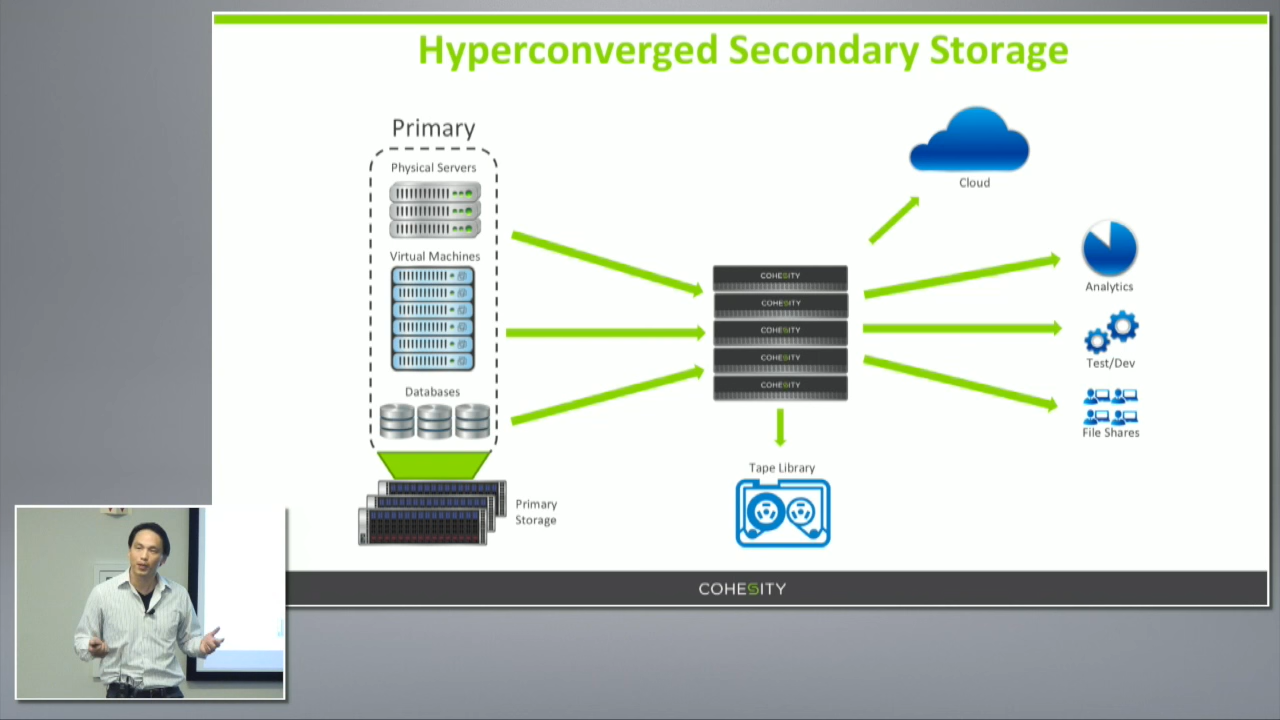 Hyperconverged Secondary Storage
Primary
Physical Servers
Virtual Machines
Databases
Primary
Storage
COHESITY
COHESITY
COHESITY
COHESITY
COHESITY
Tape Library
Cloud
Analytics
Test/Dev
File Shares
COHESITY